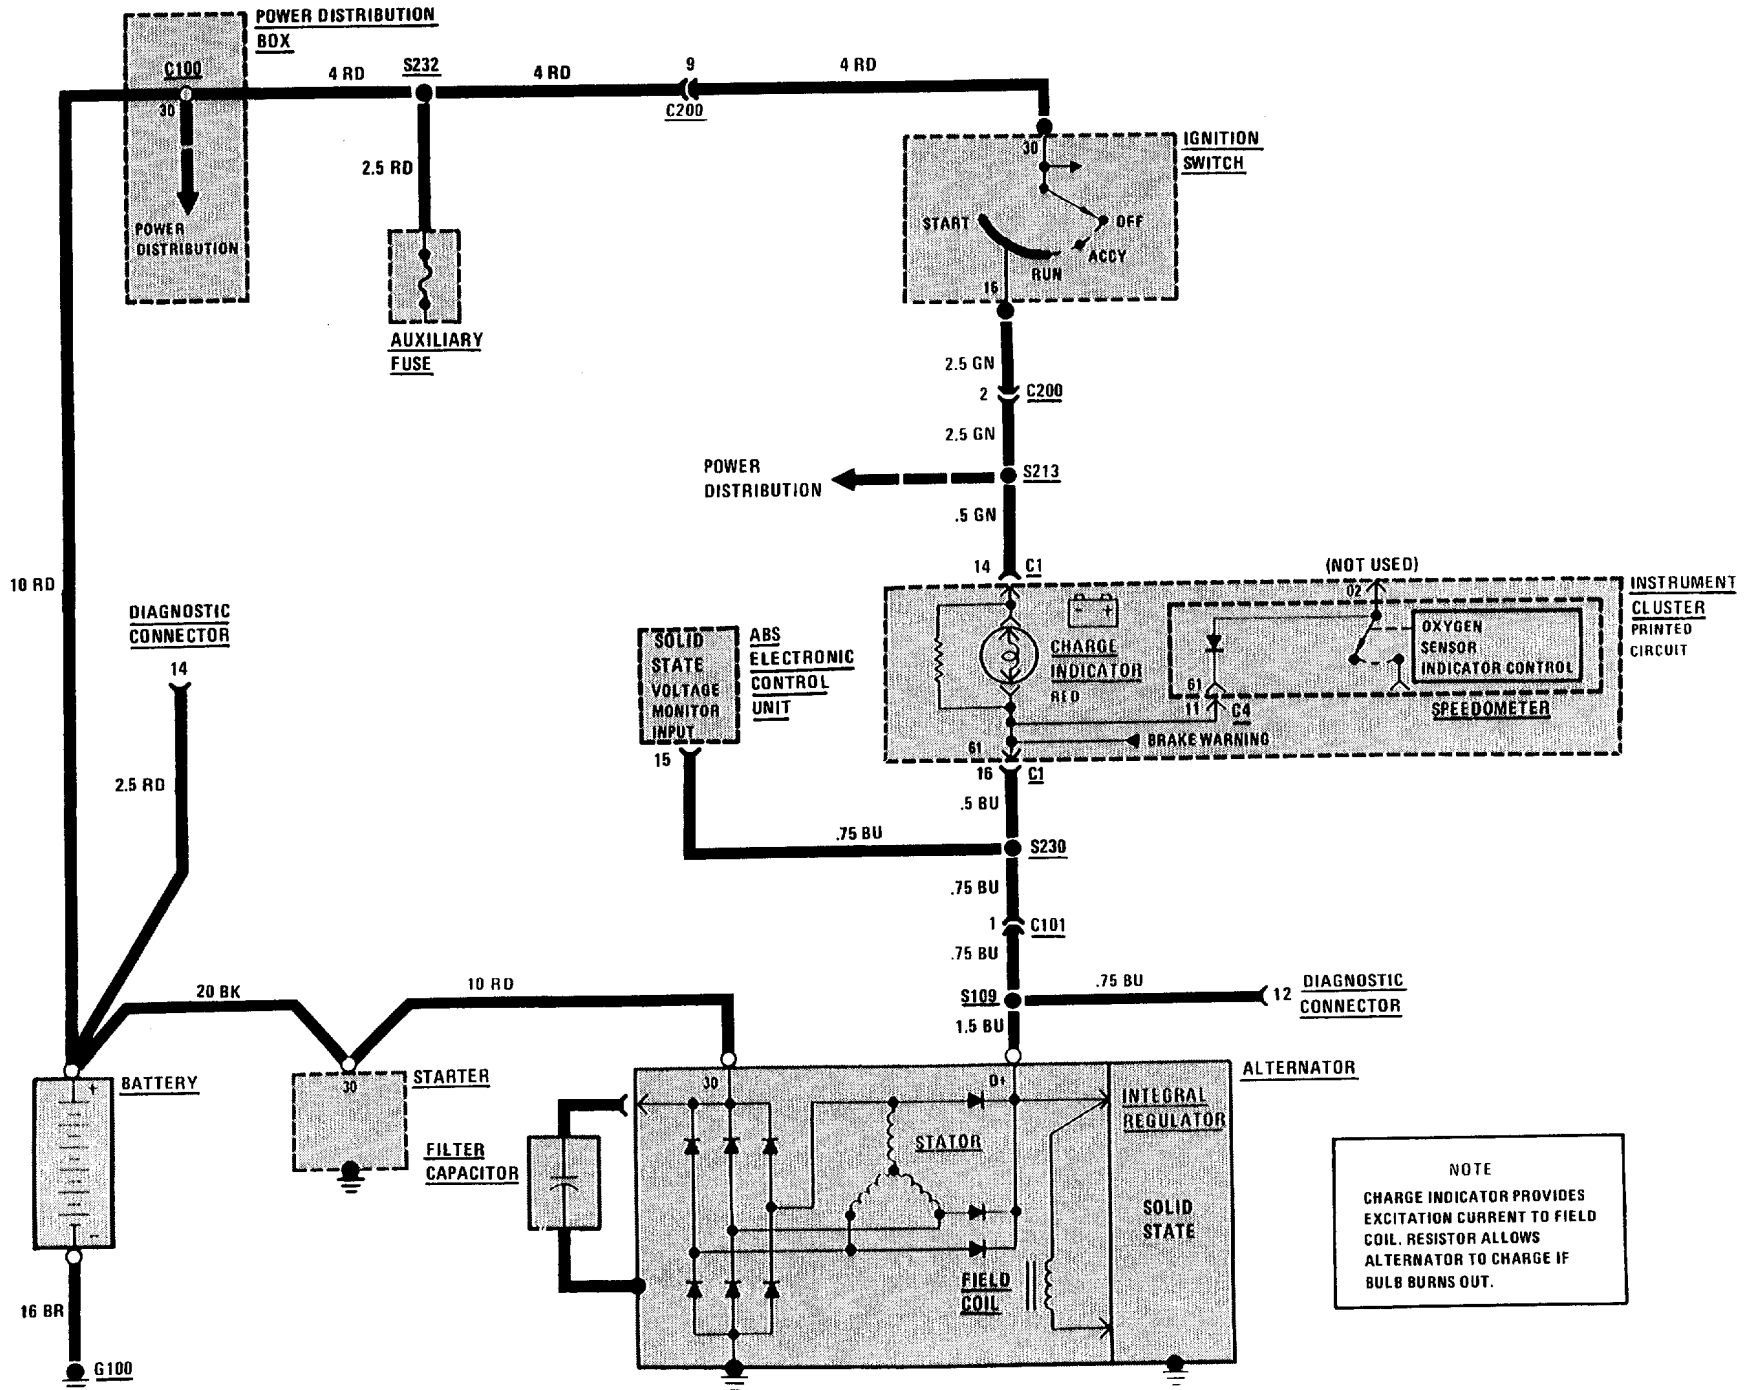 POWER DISTRIBUTION
BOX
C100
30
POWER
DISTRIBUTION
4 RD
S232
4 RD
9
C200
4 RD
2.5 RD
AUXILIARY
FUSE
IGNITION
SWITCH
30
START
OFF
ACCY
RUN
16
2.5 GN
2
C200
2.5 GN
POWER
DISTRIBUTION
S213
.5 GN
14
C1
10 RD
DIAGNOSTIC
CONNECTOR
14
2.5 RD
SOLID
STATE
VOLTAGE
MONITOR
INPUT
ABS
ELECTRONIC
CONTROL
UNIT
15
(NOT USED)
02
INSTRUMENT
CLUSTER
PRINTED
CIRCUIT
- +
CHARGE
INDICATOR
RED
OXYGEN
SENSOR
INDICATOR CONTROL
61
11
C4
SPEEDOMETER
BRAKE WARNING
61
16
C1
.5 BU
.75 BU
S230
.75 BU
1
C101
.75 BU
S109
.75 BU
12
DIAGNOSTIC
CONNECTOR
1.5 BU
20 BK
10 RD
BATTERY
+
-
30
STARTER
16 BR
G100
FILTER
CAPACITOR
ALTERNATOR
30
D+
INTEGRAL
REGULATOR
STATOR
SOLID
STATE
FIELD
COIL
NOTE
CHARGE INDICATOR PROVIDES
EXCITATION CURRENT TO FIELD
COIL. RESISTOR ALLOWS
ALTERNATOR TO CHARGE IF
BULB BURNS OUT.